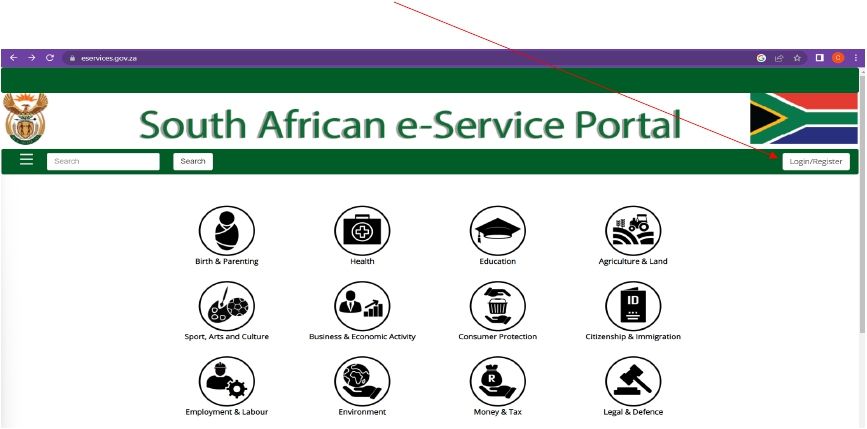 eservices.gov.za
South African e-Service Portal
Search Search Login/Register
Birth & Parenting Health Education Agriculture & Land
ID
Sport, Arts and Culture Business & Economic Activity Consumer Protection Citizenship & Immigration
R
Employment & Labour Environment Money & Tax Legal & Defence